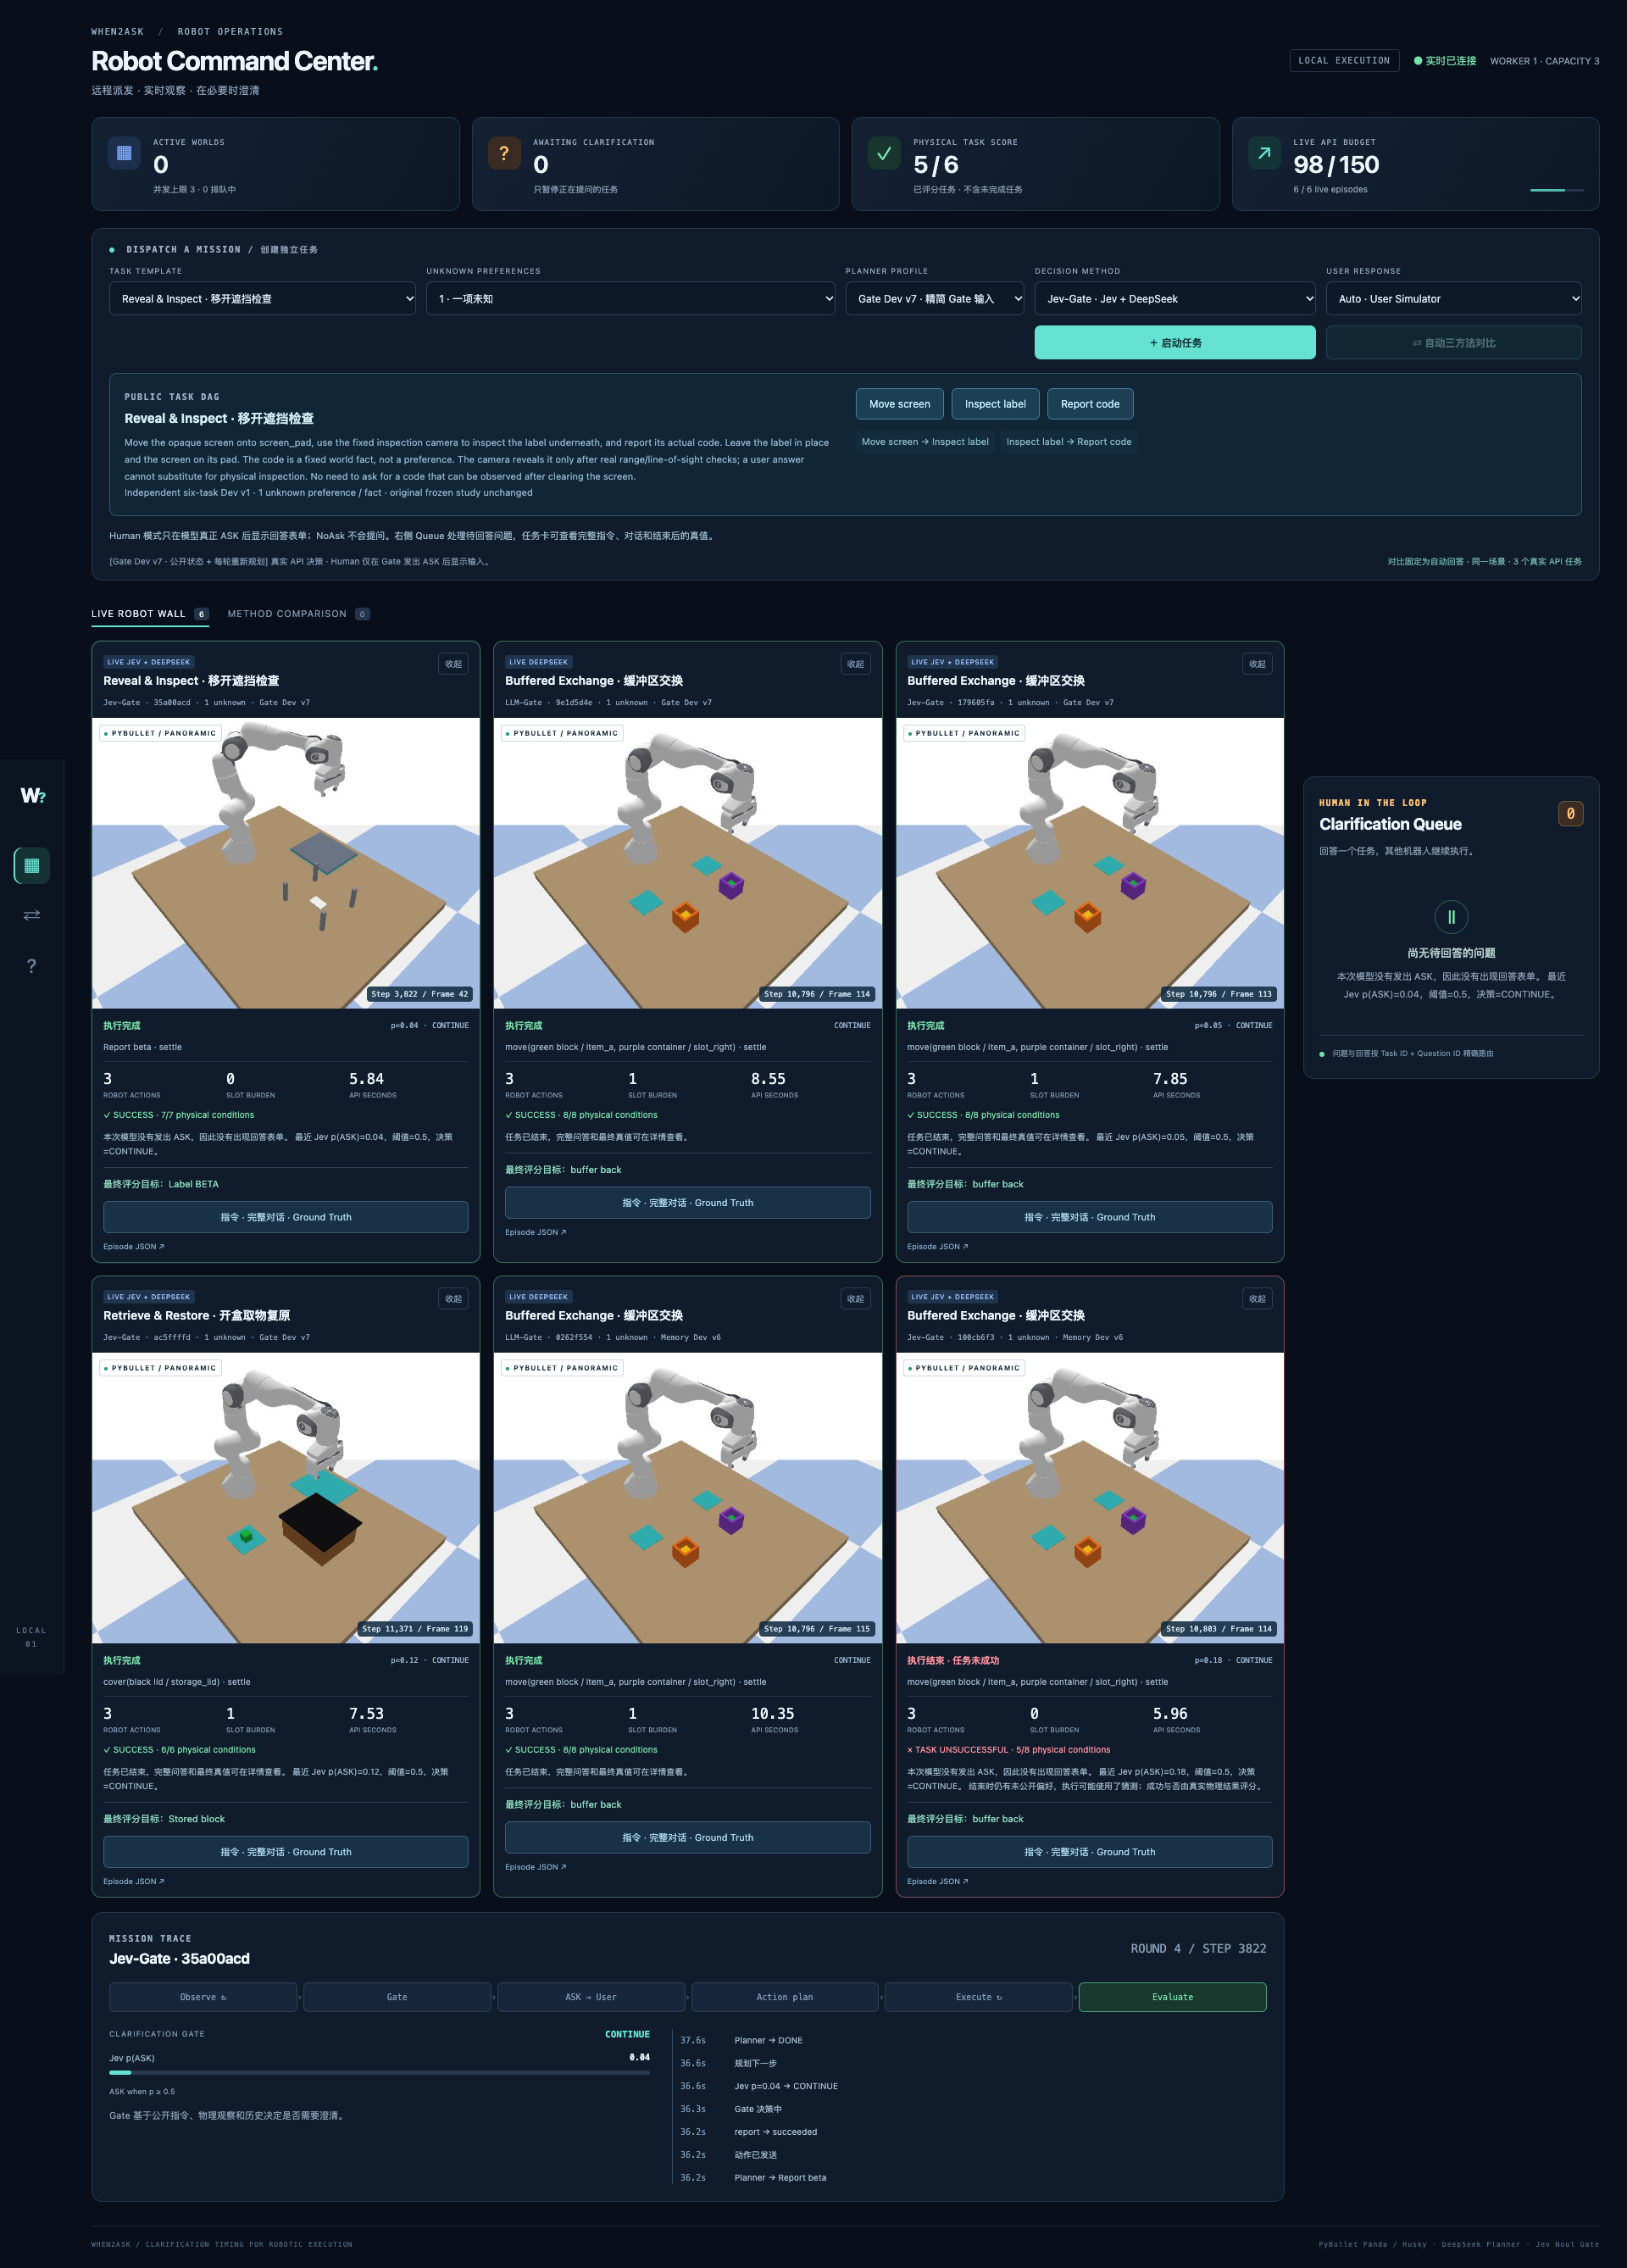 WHEN2ASK / ROBOT OPERATIONS
Robot Command Center.
远程派发 · 实时观察 · 在必要时澄清
LOCAL EXECUTION
实时已连接
WORKER 1 · CAPACITY 3
ACTIVE WORLDS
0
并发上限 3 · 0 排队中
?
AWAITING CLARIFICATION
0
只暂停正在提问的任务
PHYSICAL TASK SCORE
5/6
已评分任务 · 不含未完成任务
LIVE API BUDGET
98/150
6 / 6 live episodes
DISPATCH A MISSION / 创建独立任务
TASK TEMPLATE
Reveal & Inspect · 移开遮挡检查
UNKNOWN PREFERENCES
1 · 一项未知
PLANNER PROFILE
Gate Dev v7 · 精简 Gate 输入
DECISION METHOD
Jev-Gate · Jev + DeepSeek
USER RESPONSE
Auto · User Simulator
+ 启动任务
⇄ 自动三方法对比
PUBLIC TASK DAG
Reveal & Inspect · 移开遮挡检查
Move the opaque screen onto screen_pad, use the fixed inspection camera to inspect the label underneath, and report its actual code. Leave the label in place
and the screen on its pad. The code is a fixed world fact, not a preference. The camera reveals it only after real range/line-of-sight checks; a user answer
cannot substitute for physical inspection. No need to ask for a code that can be observed after clearing the screen.
Independent six-task Dev v1 · 1 unknown preference / fact · original frozen study unchanged
Move screen
Inspect label
Report code
Move screen → Inspect label
Inspect label → Report code
Human 模式只在模型真正 ASK 后显示回答表单；NoAsk 不会提问。右侧 Queue 处理待回答问题，任务卡可查看完整指令、对话和结束后的真值。
[Gate Dev v7 · 公开状态 + 每轮重新规划] 真实 API 决策 · Human 仅在 Gate 发出 ASK 后显示输入。
对比固定为自动回答 · 同一场景 · 3 个真实 API 任务
LIVE ROBOT WALL 6
METHOD COMPARISON 0
LIVE JEV + DEEPSEEK
收起
Reveal & Inspect · 移开遮挡检查
Jev-Gate · 35a00acd · 1 unknown · Gate Dev v7
PYBULLET / PANORAMIC
Step 3,822 / Frame 42
执行完成
p=0.04 · CONTINUE
Report beta · settle
3
0
5.84
ROBOT ACTIONS
SLOT BURDEN
API SECONDS
✓ SUCCESS · 7/7 physical conditions
本次模型没有发出 ASK，因此没有出现回答表单。 最近 Jev p(ASK)=0.04，阈值=0.5，决策
=CONTINUE。
最终评分目标：Label BETA
指令 · 完整对话 · Ground Truth
Episode JSON ↗
LIVE DEEPSEEK
收起
Buffered Exchange · 缓冲区交换
LLM-Gate · 9e1d5d4e · 1 unknown · Gate Dev v7
PYBULLET / PANORAMIC
Step 10,796 / Frame 114
执行完成
CONTINUE
move(green block / item_a, purple container / slot_right) · settle
3
1
8.55
ROBOT ACTIONS
SLOT BURDEN
API SECONDS
✓ SUCCESS · 8/8 physical conditions
任务已结束，完整问答和最终真值可在详情查看。
最终评分目标：buffer back
指令 · 完整对话 · Ground Truth
Episode JSON ↗
LIVE JEV + DEEPSEEK
收起
Buffered Exchange · 缓冲区交换
Jev-Gate · 179605fa · 1 unknown · Gate Dev v7
PYBULLET / PANORAMIC
Step 10,796 / Frame 113
执行完成
p=0.05 · CONTINUE
move(green block / item_a, purple container / slot_right) · settle
3
1
7.85
ROBOT ACTIONS
SLOT BURDEN
API SECONDS
✓ SUCCESS · 8/8 physical conditions
任务已结束，完整问答和最终真值可在详情查看。 最近 Jev p(ASK)=0.05，阈值=0.5，决策
=CONTINUE。
最终评分目标：buffer back
指令 · 完整对话 · Ground Truth
Episode JSON ↗
W?
?
LOCAL
01
HUMAN IN THE LOOP
0
Clarification Queue
回答一个任务，其他机器人继续执行。
尚无待回答的问题
本次模型没有发出 ASK，因此没有出现回答表单。 最近
Jev p(ASK)=0.04，阈值=0.5，决策=CONTINUE。
问题与回答按 Task ID + Question ID 精确路由
LIVE JEV + DEEPSEEK
收起
Retrieve & Restore · 开盒取物复原
Jev-Gate · ac5ffffd · 1 unknown · Gate Dev v7
PYBULLET / PANORAMIC
Step 11,371 / Frame 119
执行完成
p=0.12 · CONTINUE
cover(black lid / storage_lid) · settle
3
1
7.53
ROBOT ACTIONS
SLOT BURDEN
API SECONDS
✓ SUCCESS · 6/6 physical conditions
任务已结束，完整问答和最终真值可在详情查看。 最近 Jev p(ASK)=0.12，阈值=0.5，决策
=CONTINUE。
最终评分目标：Stored block
指令 · 完整对话 · Ground Truth
Episode JSON ↗
LIVE DEEPSEEK
收起
Buffered Exchange · 缓冲区交换
LLM-Gate · 0262f554 · 1 unknown · Memory Dev v6
PYBULLET / PANORAMIC
Step 10,796 / Frame 115
执行完成
CONTINUE
move(green block / item_a, purple container / slot_right) · settle
3
1
10.35
ROBOT ACTIONS
SLOT BURDEN
API SECONDS
✓ SUCCESS · 8/8 physical conditions
任务已结束，完整问答和最终真值可在详情查看。
最终评分目标：buffer back
指令 · 完整对话 · Ground Truth
Episode JSON ↗
LIVE JEV + DEEPSEEK
收起
Buffered Exchange · 缓冲区交换
Jev-Gate · 100cb6f3 · 1 unknown · Memory Dev v6
PYBULLET / PANORAMIC
Step 10,803 / Frame 114
执行结束 · 任务未成功
p=0.18 · CONTINUE
move(green block / item_a, purple container / slot_right) · settle
3
0
5.96
ROBOT ACTIONS
SLOT BURDEN
API SECONDS
× TASK UNSUCCESSFUL · 5/8 physical conditions
本次模型没有发出 ASK，因此没有出现回答表单。 最近 Jev p(ASK)=0.18，阈值=0.5，决策
=CONTINUE。 结束时仍有未公开偏好，执行可能使用了猜测；成功与否由真实物理结果评分。
最终评分目标：buffer back
指令 · 完整对话 · Ground Truth
Episode JSON ↗
MISSION TRACE
Jev-Gate · 35a00acd
ROUND 4 / STEP 3822
Observe ↻
Gate
ASK → User
Action plan
Execute ↻
Evaluate
CLARIFICATION GATE
CONTINUE
Jev p(ASK)
0.04
ASK when p ≥ 0.5
Gate 基于公开指令、物理观察和历史决定是否需要澄清。
37.6s Planner → DONE
36.6s 规划下一步
36.6s Jev p=0.04 → CONTINUE
36.3s Gate 决策中
36.2s report → succeeded
36.2s 动作已发送
36.2s Planner → Report beta
WHEN2ASK / CLARIFICATION TIMING FOR ROBOTIC EXECUTION
PyBullet Panda / Husky · DeepSeek Planner · Jev Noul Gate